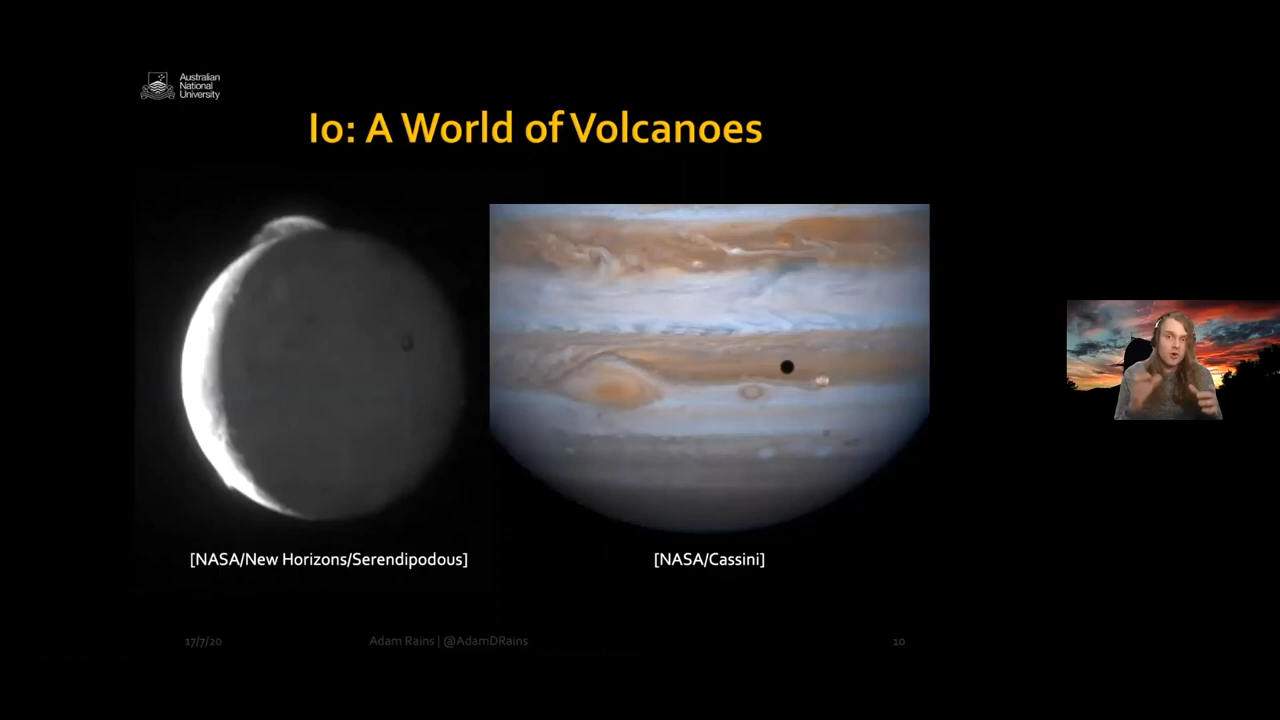 Australian
National
University
Io: A World of Volcanoes
[NASA/New Horizons/Serendipodous]
[NASA/Cassini]
17/7/20
Adam Rains | @AdamDRains
10